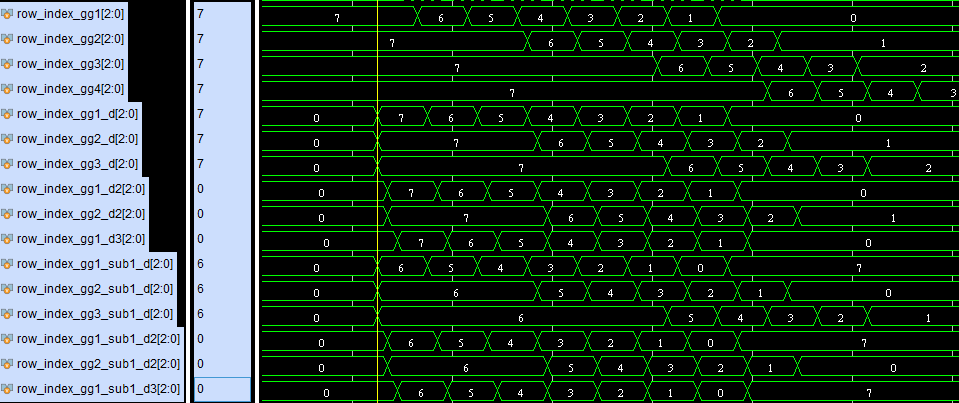 row_index_gg1[2:0] 7 7 6 5 4 3 2 1 0
row_index_gg2[2:0] 7 7 6 5 4 3 2 1
row_index_gg3[2:0] 7 7 6 5 4 3 2
row_index_gg4[2:0] 7 7 6 5 4 3
row_index_gg1_d[2:0] 7 0 7 6 5 4 3 2 1 0
row_index_gg2_d[2:0] 7 0 7 6 5 4 3 2 1
row_index_gg3_d[2:0] 7 0 7 6 5 4 3 2
row_index_gg1_d2[2:0] 0 0 7 6 5 4 3 2 1 0
row_index_gg2_d2[2:0] 0 0 7 6 5 4 3 2 1
row_index_gg1_d3[2:0] 0 0 7 6 5 4 3 2 1 0
row_index_gg1_sub1_d[2:0] 6 0 6 5 4 3 2 1 0 7
row_index_gg2_sub1_d[2:0] 6 0 6 5 4 3 2 1 0
row_index_gg3_sub1_d[2:0] 6 0 6 5 4 3 2 1
row_index_gg1_sub1_d2[2:0] 0 0 6 5 4 3 2 1 0 7
row_index_gg2_sub1_d2[2:0] 0 0 6 5 4 3 2 1 0
row_index_gg1_sub1_d3[2:0] 0 0 6 5 4 3 2 1 0 7